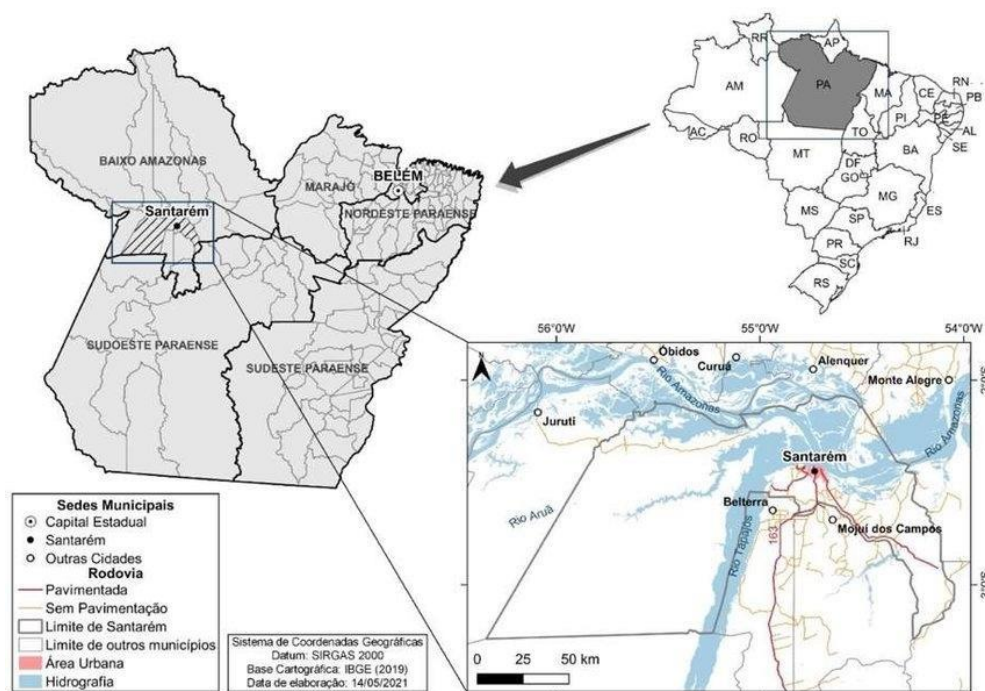 RR
AP
AM
PA
MA
CE
RN
PB
PI
PE
AL
SE
AC
RO
TO
BA
MT
DF
GO
MG
ES
MS
SP
RJ
PR
SC
RS
BAIXO AMAZONAS
MARAJÓ
BELÉM
NORDESTE PARAENSE
Santarém
SUDOESTE PARAENSE
SUDESTE PARAENSE
56°0'W
55°0'W
54°0'W
Óbidos
Curuá
Alenquer
Monte Alegre
Rio Amazonas
Juruti
Rio Amazonas
Santarém
Belterra
Rio Aruã
Mojuí dos Campos
163
Rio Tapajós
0 25 50 km
Sedes Municipais
Capital Estadual
Santarém
Outras Cidades
Rodovia
Pavimentada
Sem Pavimentação
Limite de Santarém
Limite de outros municípios
Área Urbana
Hidrografia
Sistema de Coordenadas Geográficas
Datum: SIRGAS 2000
Base Cartográfica: IBGE (2019)
Data de elaboração: 14/05/2021